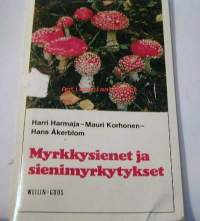 Harri Harmaja – Mauri Korhonen –
Hans Åkerblom
Myrkkysienet ja
sienimyrkytykset
WEILIN+GÖÖS